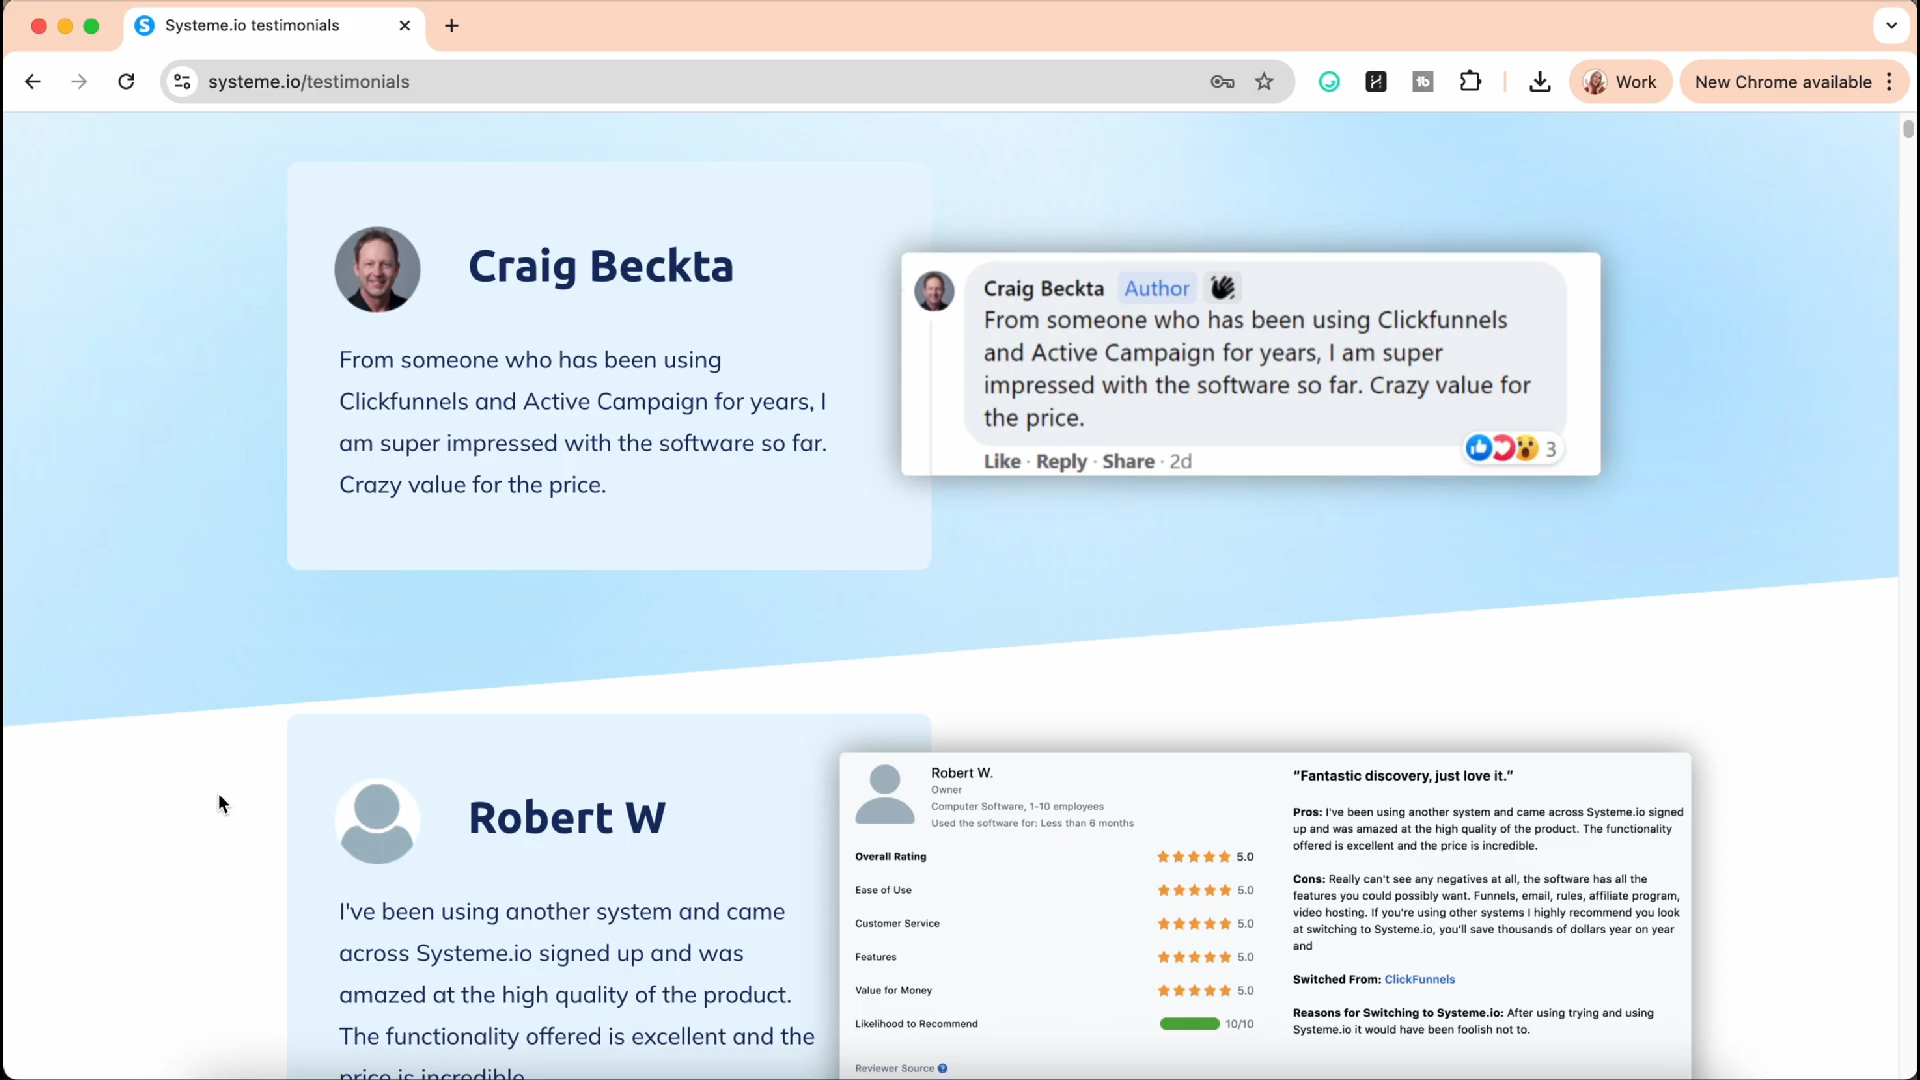 Systeme.io testimonials
systeme.io/testimonials
Work
New Chrome available
Craig Beckta
From someone who has been using
Clickfunnels and Active Campaign for years, I
am super impressed with the software so far.
Crazy value for the price.
Craig Beckta Author
From someone who has been using Clickfunnels
and Active Campaign for years, I am super
impressed with the software so far. Crazy value for
the price.
Like · Reply · Share · 2d
3
Robert W
I've been using another system and came
across Systeme.io signed up and was
amazed at the high quality of the product.
The functionality offered is excellent and the
price is incredible.
Robert W.
Owner
Computer Software, 1-10 employees
Used the software for: Less than 6 months
Overall Rating 5.0
Ease of Use 5.0
Customer Service 5.0
Features 5.0
Value for Money 5.0
Likelihood to Recommend 10/10
Reviewer Source
“Fantastic discovery, just love it.”
Pros: I've been using another system and came across Systeme.io signed
up and was amazed at the high quality of the product. The functionality
offered is excellent and the price is incredible.
Cons: Really can't see any negatives at all, the software has all the
features you could possibly want. Funnels, email, rules, affiliate program,
video hosting. If you're using other systems I highly recommend you look
at switching to Systeme.io, you'll save thousands of dollars year on year
and
Switched From: ClickFunnels
Reasons for Switching to Systeme.io: After using trying and using
Systeme.io it would have been foolish not to.